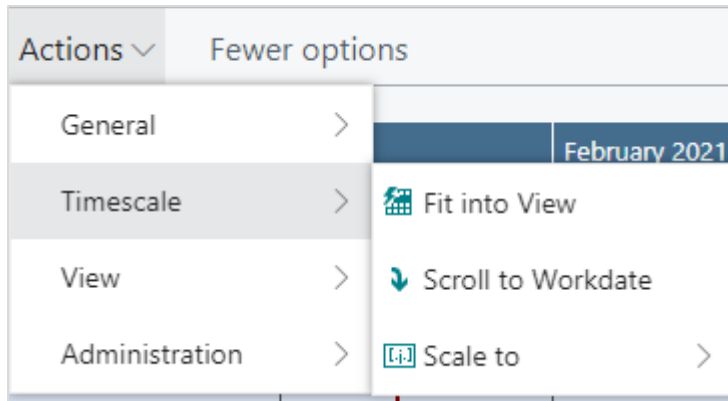 Actions Fewer options
General
February 2021
Timescale
Fit into View
View
Scroll to Workdate
Administration
Scale to